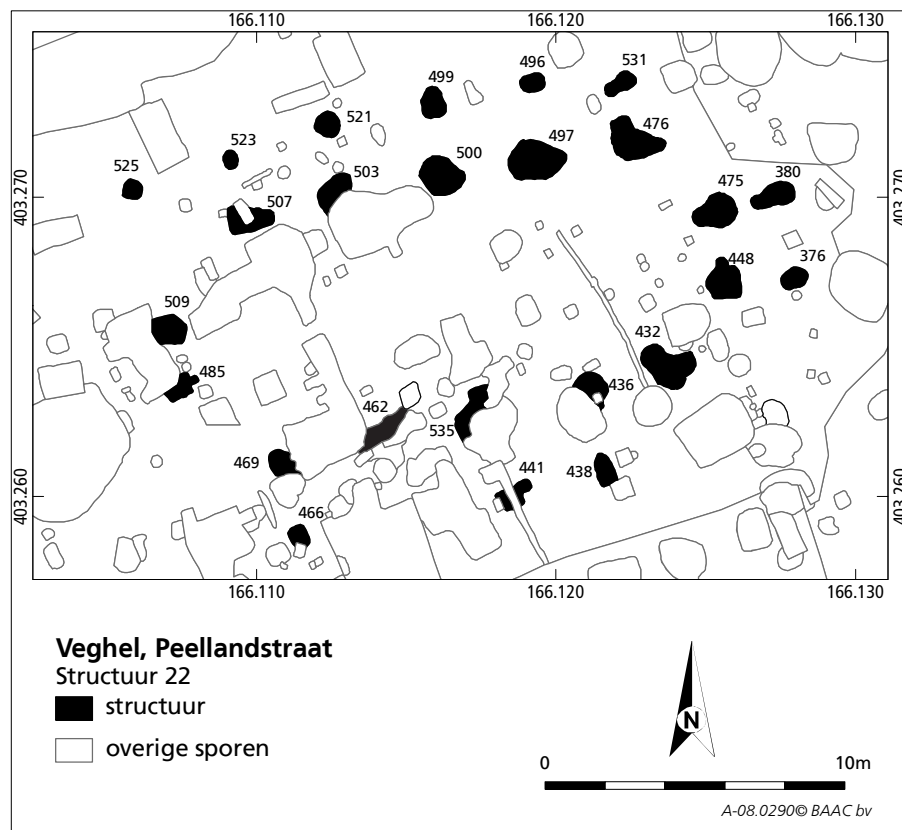 166.110 166.120 166.130
496 531
499
521 476
523 497
525 503 500
507
475 380
448 376
509
432
485 436
462
535
469 441 438
466
403.270 403.270
403.260 403.260
166.110 166.120 166.130
Veghel, Peellandstraat
Structuur 22
structuur
overige sporen
N
0 10m
A-08.0290© BAAC bv